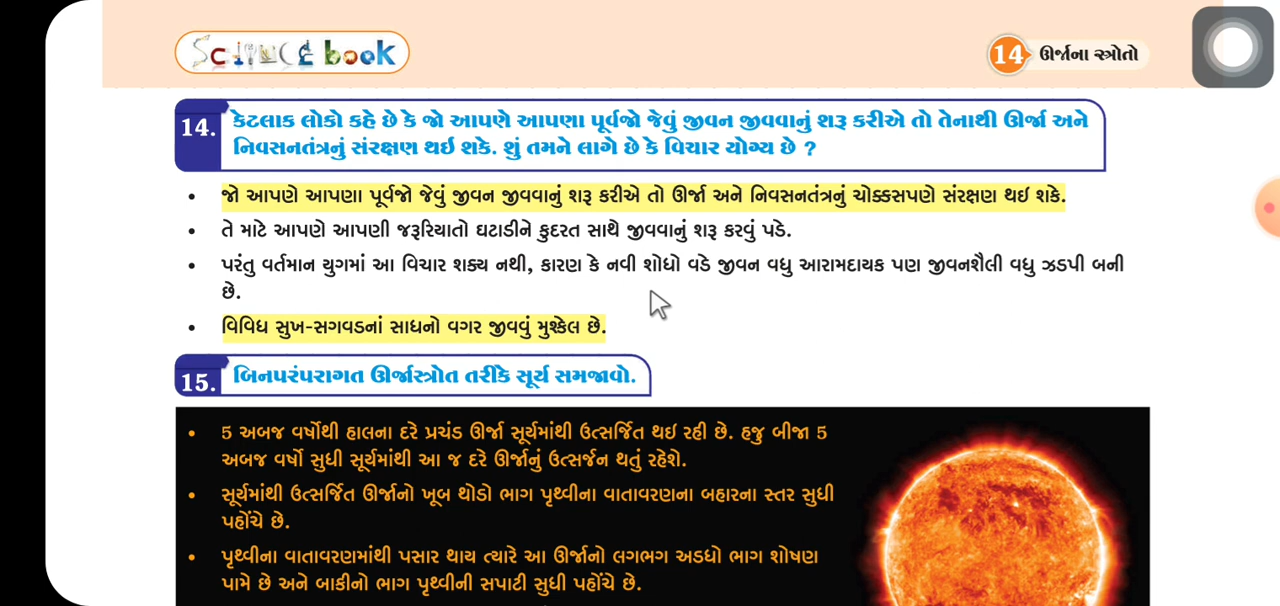 SCIENCE book
14 ઊર્જાના સ્ત્રોતો
14. કેટલાક લોકો કહે છે કે જો આપણે આપણા પૂર્વજો જેવું જીવન જીવવાનું શરૂ કરીએ તો તેનાથી ઊર્જા અને
નિવસનતંત્રનું સંરક્ષણ થઇ શકે. શું તમને લાગે છે કે વિચાર યોગ્ય છે ?
• જો આપણે આપણા પૂર્વજો જેવું જીવન જીવવાનું શરૂ કરીએ તો ઊર્જા અને નિવસનતંત્રનું ચોક્કસપણે સંરક્ષણ થઇ શકે.
• તે માટે આપણે આપણી જરૂરિયાતો ઘટાડીને કુદરત સાથે જીવવાનું શરૂ કરવું પડે.
• પરંતુ વર્તમાન યુગમાં આ વિચાર શક્ય નથી, કારણ કે નવી શોધો વડે જીવન વધુ આરામદાયક પણ જીવનશૈલી વધુ ઝડપી બની
છે.
• વિવિધ સુખ-સગવડનાં સાધનો વગર જીવવું મુશ્કેલ છે.
15. બિનપરંપરાગત ઊર્જાસ્ત્રોત તરીકે સૂર્ય સમજાવો.
• 5 અબજ વર્ષોથી હાલના દરે પ્રચંડ ઊર્જા સૂર્યમાંથી ઉત્સર્જિત થઇ રહી છે. હજુ બીજા 5
અબજ વર્ષો સુધી સૂર્યમાંથી આ જ દરે ઊર્જાનું ઉત્સર્જન થતું રહેશે.
• સૂર્યમાંથી ઉત્સર્જિત ઊર્જાનો ખૂબ થોડો ભાગ પૃથ્વીના વાતાવરણના બહારના સ્તર સુધી
પહોંચે છે.
• પૃથ્વીના વાતાવરણમાંથી પસાર થાય ત્યારે આ ઊર્જાનો લગભગ અડધો ભાગ શોષણ
પામે છે અને બાકીનો ભાગ પૃથ્વીની સપાટી સુધી પહોંચે છે.